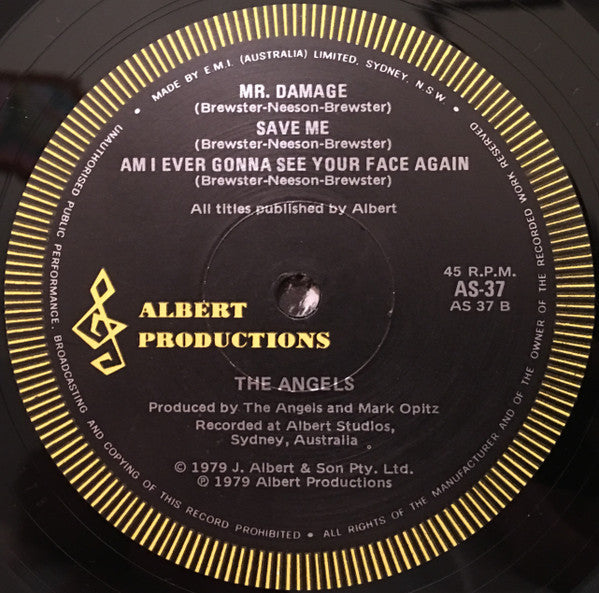 • MADE BY E.M.I. (AUSTRALIA) LIMITED. SYDNEY, N.S.W. •
MR. DAMAGE
(Brewster-Neeson-Brewster)
SAVE ME
(Brewster-Neeson-Brewster)
AM I EVER GONNA SEE YOUR FACE AGAIN
(Brewster-Neeson-Brewster)
All titles published by Albert
45 R.P.M.
AS-37
AS 37 B
ALBERT
PRODUCTIONS
THE ANGELS
Produced by The Angels and Mark Opitz
Recorded at Albert Studios,
Sydney, Australia
© 1979 J. Albert & Son Pty. Ltd.
℗ 1979 Albert Productions
UNAUTHORISED PUBLIC PERFORMANCE, BROADCASTING AND COPYING OF THIS RECORD PROHIBITED • ALL RIGHTS OF THE MANUFACTURER AND OF THE OWNER OF THE RECORDED WORK RESERVED